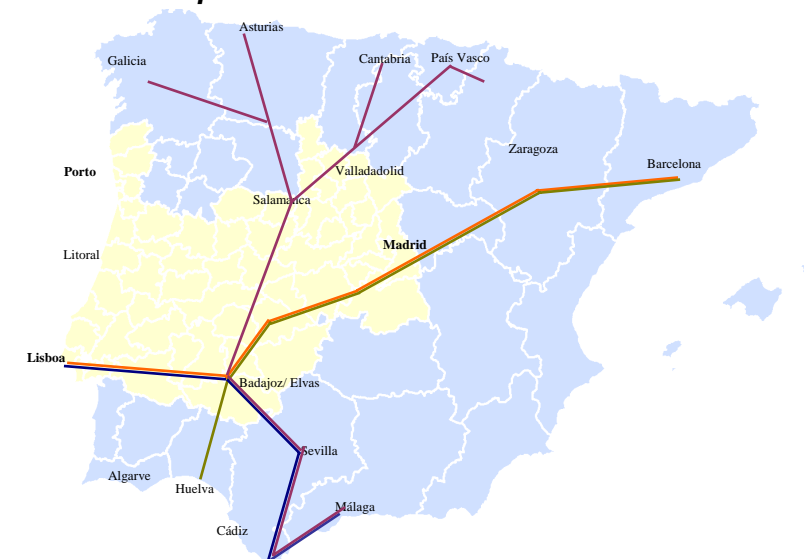 Asturias
Galicia
Cantabria
País Vasco
Zaragoza
Barcelona
Porto
Valladadolid
Salamanca
Madrid
Litoral
Lisboa
Badajoz/ Elvas
Sevilla
Algarve
Huelva
Málaga
Cádiz